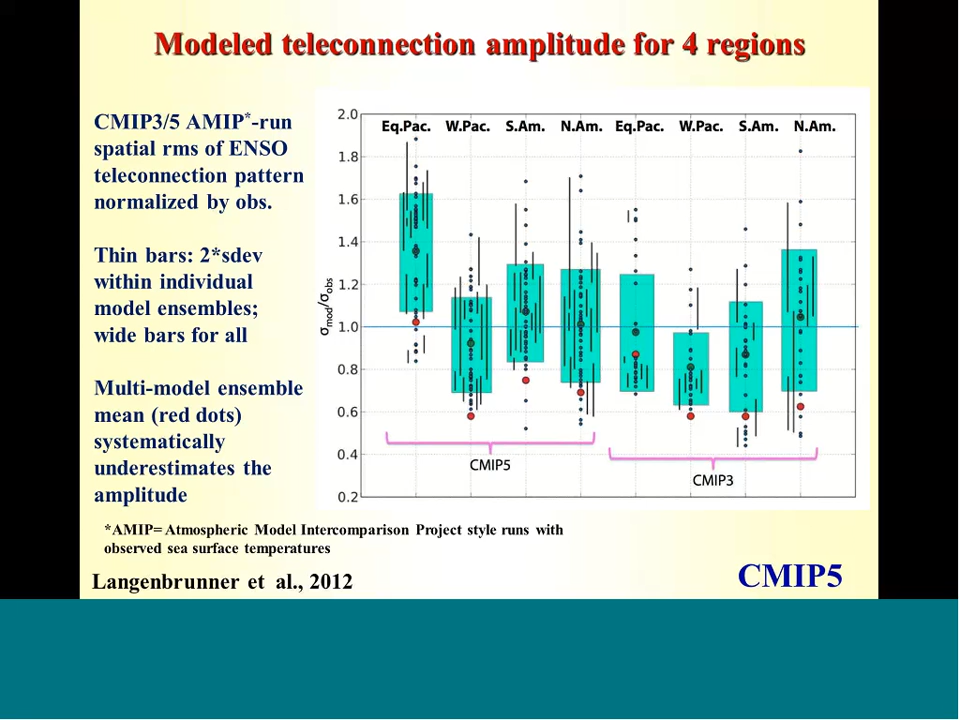 Modeled teleconnection amplitude for 4 regions
CMIP3/5 AMIP*-run
spatial rms of ENSO
teleconnection pattern
normalized by obs.
Thin bars: 2*sdev
within individual
model ensembles;
wide bars for all
Multi-model ensemble
mean (red dots)
systematically
underestimates the
amplitude
2.0
1.8
1.6
1.4
1.2
1.0
0.8
0.6
0.4
0.2
σmod/σobs
Eq.Pac. W.Pac. S.Am. N.Am. Eq.Pac. W.Pac. S.Am. N.Am.
CMIP5
CMIP3
*AMIP= Atmospheric Model Intercomparison Project style runs with
observed sea surface temperatures
Langenbrunner et al., 2012
CMIP5